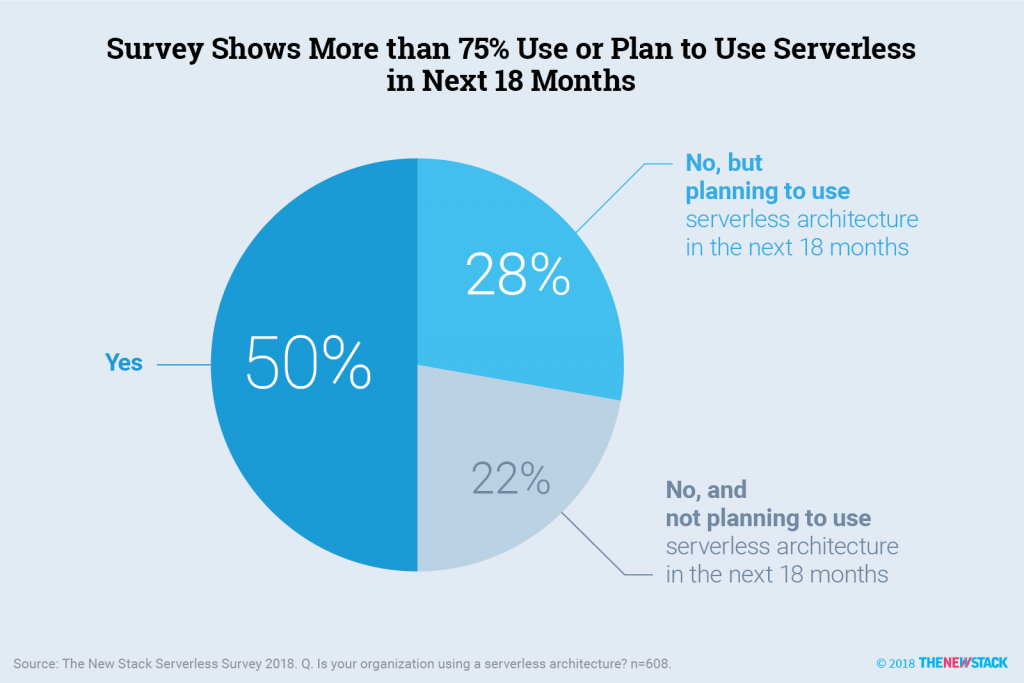 Survey Shows More than 75% Use or Plan to Use Serverless
in Next 18 Months
No, but
planning to use
serverless architecture
in the next 18 months
28%
Yes
50%
22%
No, and
not planning to use
serverless architecture
in the next 18 months
Source: The New Stack Serverless Survey 2018. Q. Is your organization using a serverless architecture? n=608.
© 2018 THENEWSTACK